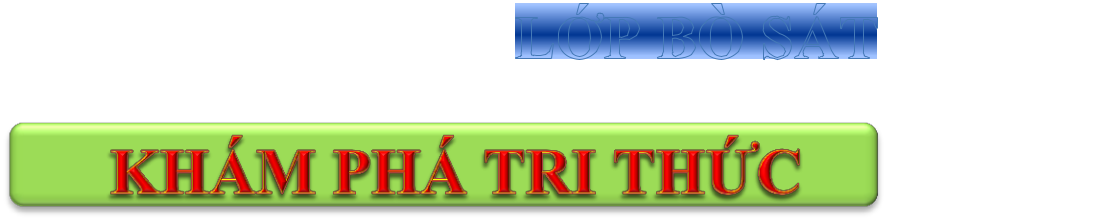 LỚP BÒ SÁT
KHÁM PHÁ TRI THỨC